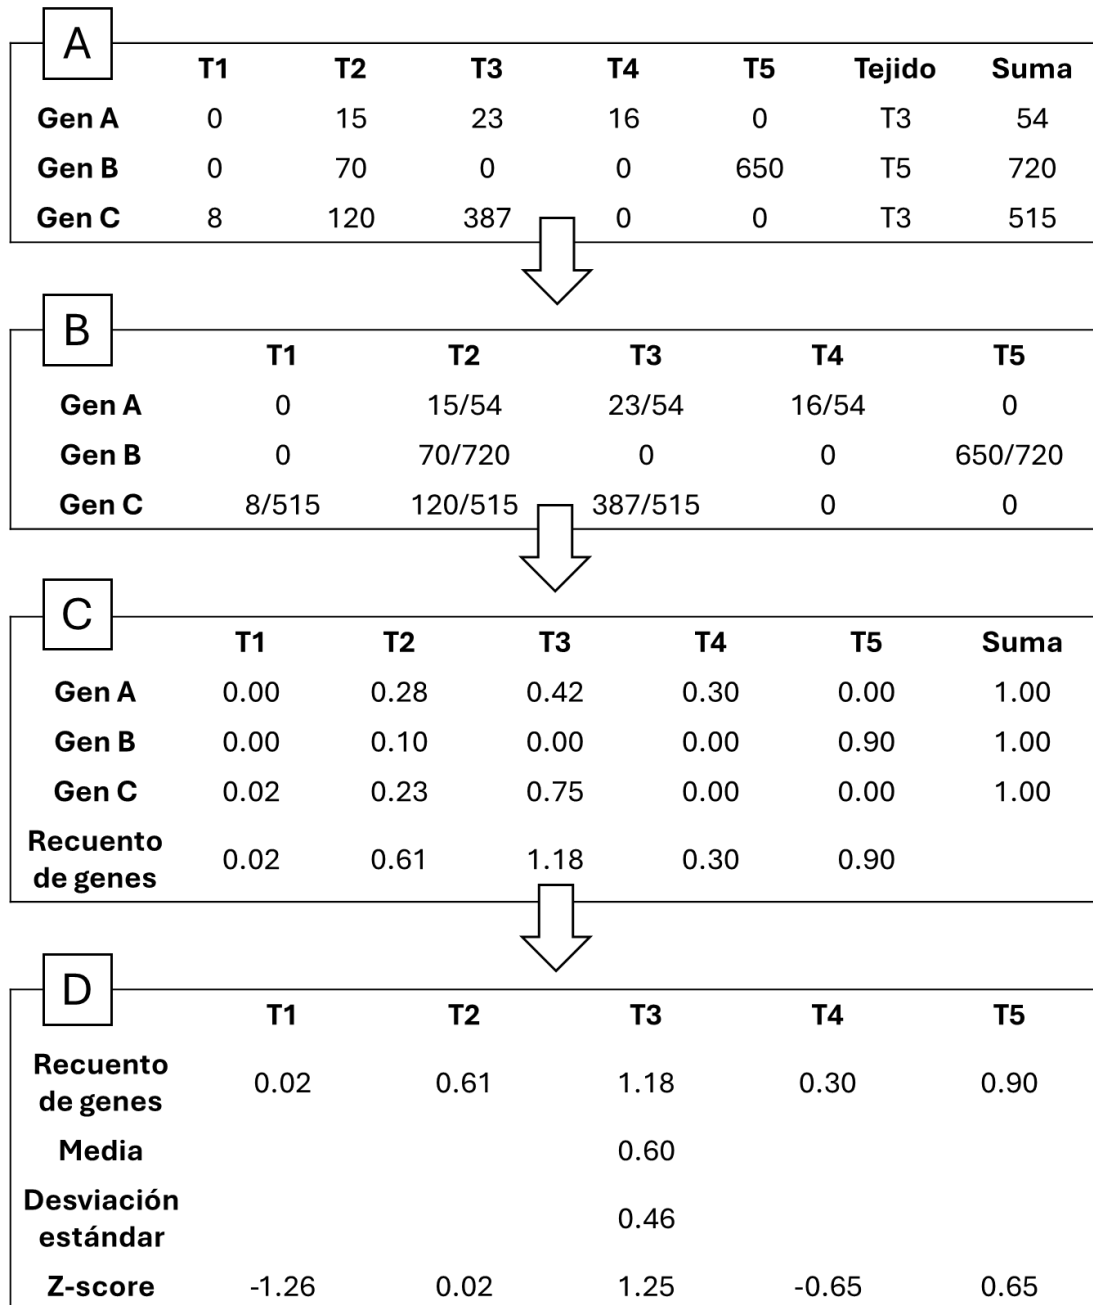 A
T1 T2 T3 T4 T5 Tejido Suma
Gen A 0 15 23 16 0 T3 54
Gen B 0 70 0 0 650 T5 720
Gen C 8 120 387 0 0 T3 515
B
T1 T2 T3 T4 T5
Gen A 0 15/54 23/54 16/54 0
Gen B 0 70/720 0 0 650/720
Gen C 8/515 120/515 387/515 0 0
C
T1 T2 T3 T4 T5 Suma
Gen A 0.00 0.28 0.42 0.30 0.00 1.00
Gen B 0.00 0.10 0.00 0.00 0.90 1.00
Gen C 0.02 0.23 0.75 0.00 0.00 1.00
Recuento
de genes 0.02 0.61 1.18 0.30 0.90
D
T1 T2 T3 T4 T5
Recuento
de genes 0.02 0.61 1.18 0.30 0.90
Media 0.60
Desviación
estándar 0.46
Z-score -1.26 0.02 1.25 -0.65 0.65